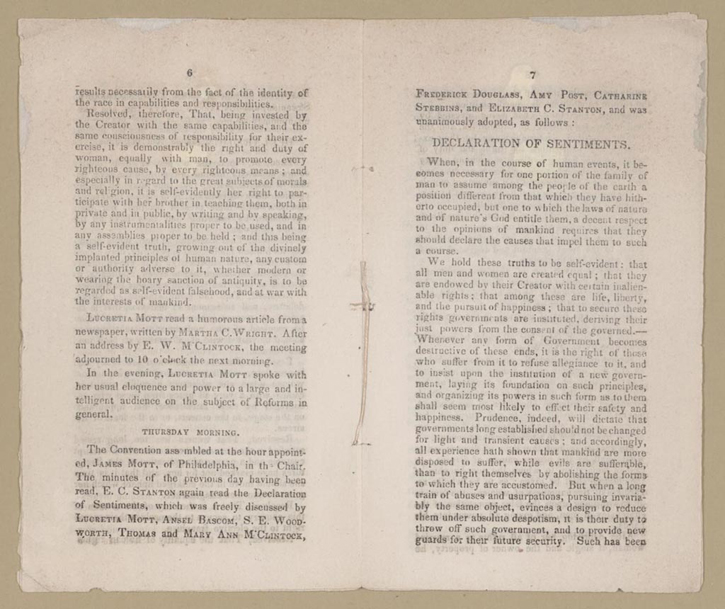 6
results necessarily from the fact of the identity of
the race in capabilities and responsibilities.
Resolved, therefore, That, being invested by
the Creator with the same capabilities, and the
same consciousness of responsibility for their ex-
ercise, it is demonstrably the right and duty of
woman, equally with man, to promote every
righteous cause, by every righteous means; and
especially in regard to the great subjects of morals
and religion, it is self-evidently her right to par-
ticipate with her brother in teaching them, both in
private and in public, by writing and by speaking,
by any instrumentalities proper to be used, and in
any assemblies proper to be held; and this being
a self-evident truth, growing out of the divinely
implanted principles of human nature, any custom
or authority adverse to it, whether modern or
wearing the hoary sanction of antiquity, is to be
regarded as self-evident falsehood, and at war with
the interests of mankind.
LUCRETIA MOTT read a humorous article from a
newspaper, written by MARTHA C. WRIGHT. After
an address by E. W. M'CLINTOCK, the meeting
adjourned to 10 o'clock the next morning.
In the evening, LUCRETIA MOTT spoke with
her usual eloquence and power to a large and in-
telligent audience on the subject of Reforms in
general.
THURSDAY MORNING.
The Convention ass mbled at the hour appoint-
ed, JAMES MOTT, of Philadelphia, in th Chair.
The minutes of the previous day having been
read, E. C. STANTON again read the Declaration
of Sentiments, which was freely discussed by
LUCRETIA MOTT, ANSEL BASCOM, S. E. WOOD-
WORTH, THOMAS and MARY ANN M'CLINTOCK,
7
FREDERICK DOUGLASS, AMY POST, CATHARINE
STEBBINS, and ELIZABETH C. STANTON, and was
unanimously adopted, as follows:
DECLARATION OF SENTIMENTS.
When, in the course of human events, it be-
comes necessary for one portion of the family of
man to assume among the people of the earth a
position different from that which they have hith-
erto occupied, but one to which the laws of nature
and of nature's God entitle them, a decent respect
to the opinions of mankind requires that they
should declare the causes that impel them to such
a course.
We hold these truths to be self-evident: that
all men and women are created equal; that they
are endowed by their Creator with certain inalien-
able rights; that among these are life, liberty,
and the pursuit of happiness; that to secure these
rights governments are instituted, deriving their
just powers from the consent of the governed.—
Whenever any form of Government becomes
destructive of these ends, it is the right of those
who suffer from it to refuse allegiance to it, and
to insist upon the institution of a new govern-
ment, laying its foundation on such principles,
and organizing its powers in such form as to them
shall seem most likely to effect their safety and
happiness. Prudence, indeed, will dictate that
governments long established should not be changed
for light and transient causes; and accordingly,
all experience hath shown that mankind are more
disposed to suffer, while evils are sufferable,
than to right themselves by abolishing the forms
to which they are accustomed. But when a long
train of abuses and usurpations, pursuing invaria-
bly the same object, evinces a design to reduce
them under absolute despotism, it is their duty to
throw off such government, and to provide new
guards for their future security. Such has been